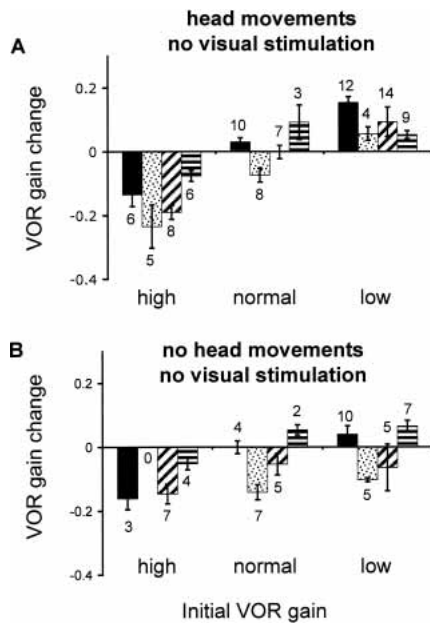 head movements
no visual stimulation
A
0.2
12
14
3
10
4
9
7
0
6
8
6
8
5
-0.2
-0.4
VOR gain change
high normal low
B
no head movements
no visual stimulation
0.2
10
5
7
4
2
0
0
4
5
5
3
7
7
-0.2
-0.4
VOR gain change
high normal low
Initial VOR gain